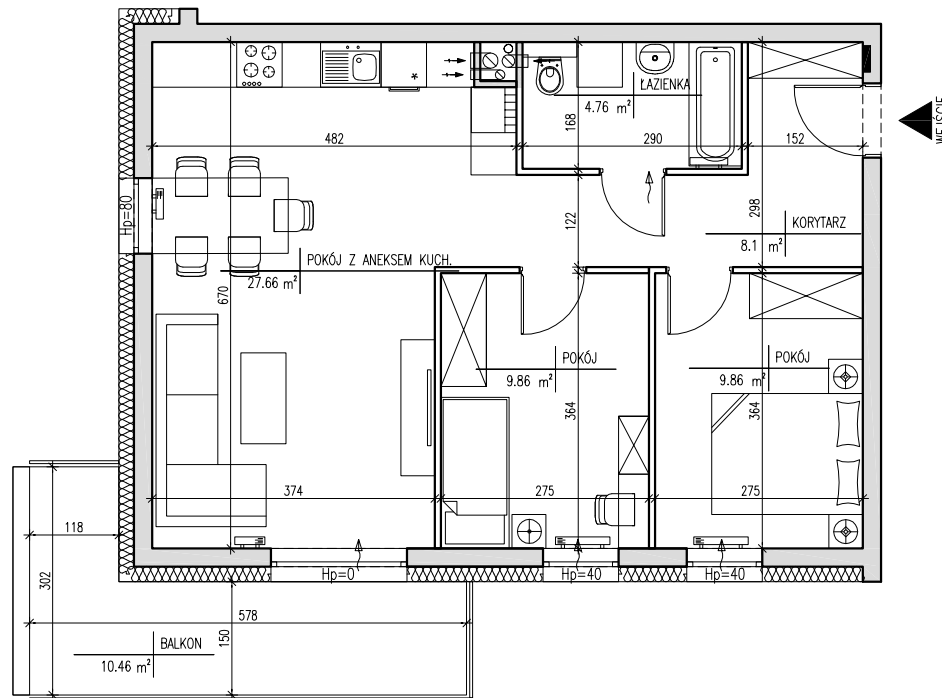 ŁAZIENKA
4.76 m²
168
482
290
152
WEJŚCIE
Hp=80
122
298
KORYTARZ
8.1 m²
POKÓJ Z ANEKSEM KUCH.
27.66 m²
670
POKÓJ
9.86 m²
POKÓJ
9.86 m²
364
364
374
275
275
118
302
Hp=0
Hp=40
Hp=40
578
150
BALKON
10.46 m²